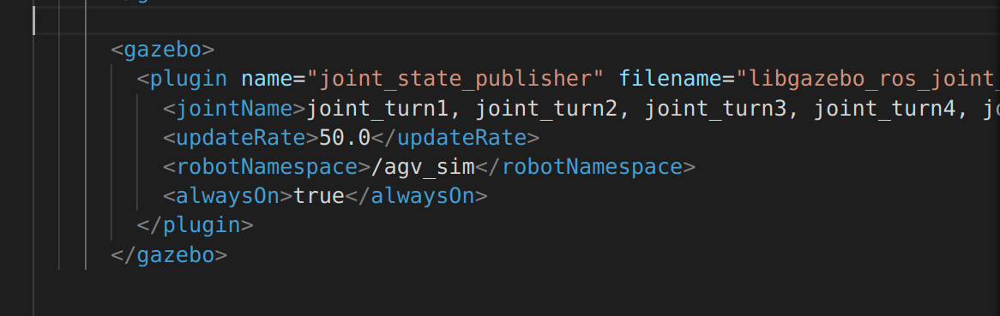 <gazebo>
<plugin name="joint_state_publisher" filename="libgazebo_ros_joint_
<jointName>joint_turn1, joint_turn2, joint_turn3, joint_turn4,
<updateRate>50.0</updateRate>
<robotNamespace>/agv_sim</robotNamespace>
<alwaysOn>true</alwaysOn>
</plugin>
</gazebo>